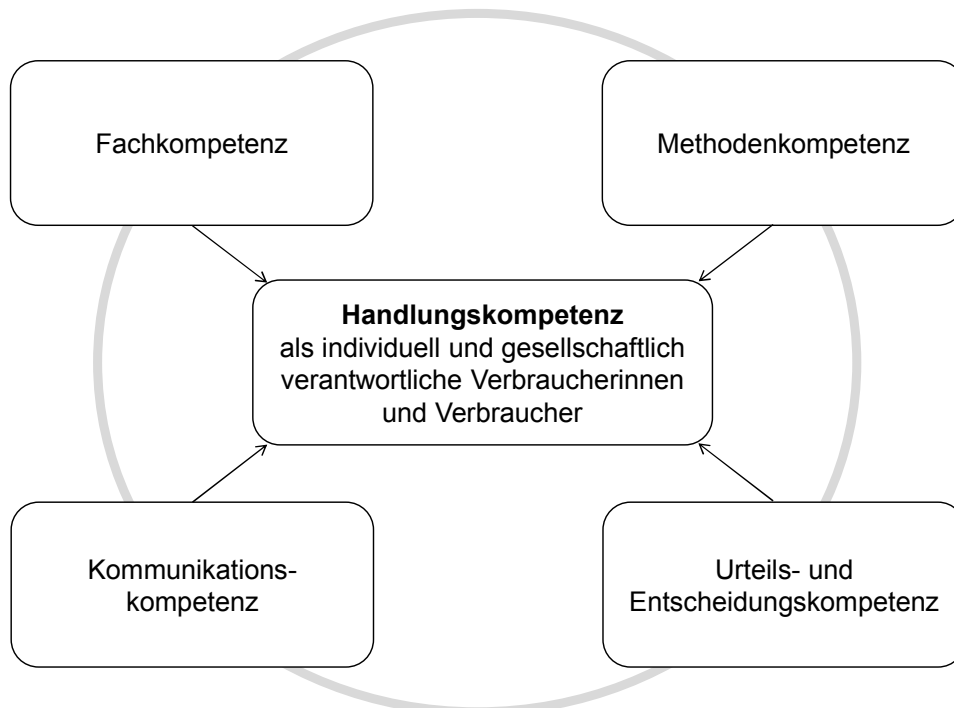 Fachkompetenz
Methodenkompetenz
Handlungskompetenz
als individuell und gesellschaftlich
verantwortliche Verbraucherinnen
und Verbraucher
Kommunikations-
kompetenz
Urteils- und
Entscheidungskompetenz